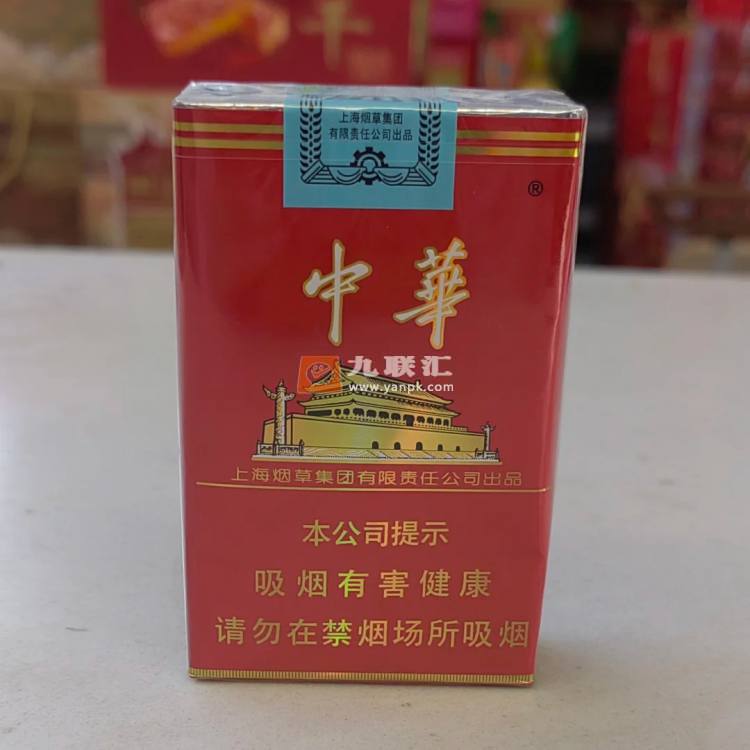 上海烟草集团
有限责任公司出品
®
中華
九联汇
www.yanpk.com
上海烟草集团有限责任公司出品
本公司提示
吸烟有害健康
请勿在禁烟场所吸烟